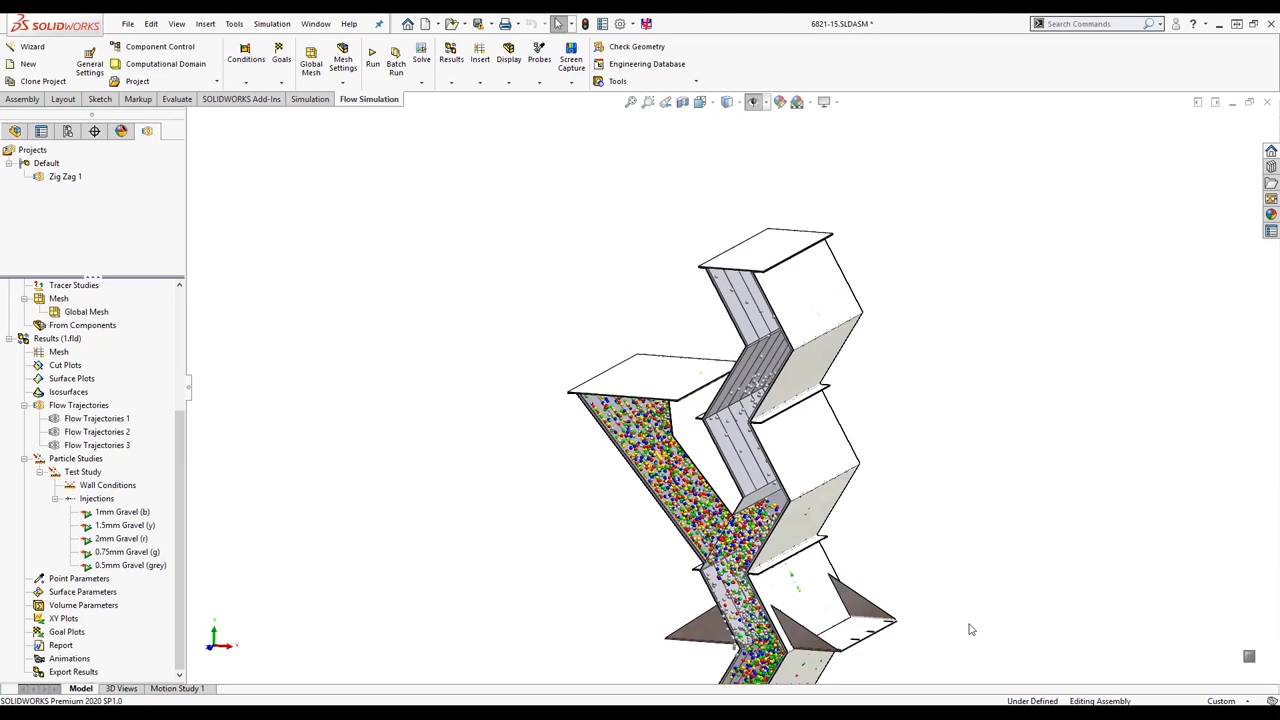 SOLIDWORKS File Edit View Insert Tools Simulation Window Help 6821-15.SLDASM * Search Commands
Wizard
New
Clone Project
General Settings
Component Control
Computational Domain
Project
Conditions
Goals
Global Mesh
Mesh Settings
Run
Batch Run
Solve
Results
Insert
Display
Probes
Screen Capture
Check Geometry
Engineering Database
Tools
Assembly Layout Sketch Markup Evaluate SOLIDWORKS Add-Ins Simulation Flow Simulation
Projects
Default
Zig Zag 1
Tracer Studies
Mesh
Global Mesh
From Components
Results (1.fld)
Mesh
Cut Plots
Surface Plots
Isosurfaces
Flow Trajectories
Flow Trajectories 1
Flow Trajectories 2
Flow Trajectories 3
Particle Studies
Test Study
Wall Conditions
Injections
1mm Gravel (b)
1.5mm Gravel (y)
2mm Gravel (r)
0.75mm Gravel (g)
0.5mm Gravel (grey)
Point Parameters
Surface Parameters
Volume Parameters
XY Plots
Goal Plots
Report
Animations
Export Results
Y
X
Model 3D Views Motion Study 1
SOLIDWORKS Premium 2020 SP1.0 Under Defined Editing Assembly Custom